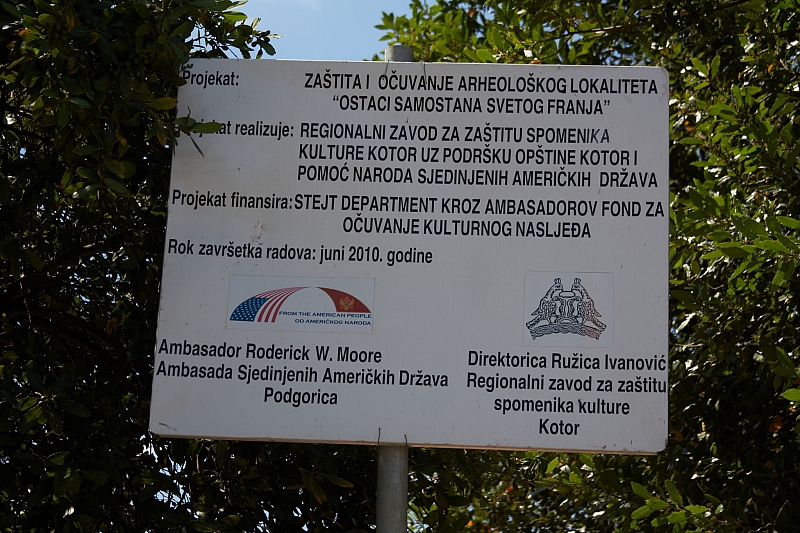 Projekat: ZAŠTITA I OČUVANJE ARHEOLOŠKOG LOKALITETA
"OSTACI SAMOSTANA SVETOG FRANJA"
realizuje: REGIONALNI ZAVOD ZA ZAŠTITU SPOMENIKA
KULTURE KOTOR UZ PODRŠKU OPŠTINE KOTOR I
POMOĆ NARODA SJEDINJENIH AMERIČKIH DRŽAVA
Projekat finansira: STEJT DEPARTMENT KROZ AMBASADOROV FOND ZA
OČUVANJE KULTURNOG NASLJEĐA
Rok završetka radova: juni 2010. godine
FROM THE AMERICAN PEOPLE
OD AMERIČKOG NARODA
Ambasador Roderick W. Moore
Ambasada Sjedinjenih Američkih Država
Podgorica
Direktorica Ružica Ivanović
Regionalni zavod za zaštitu
spomenika kulture
Kotor